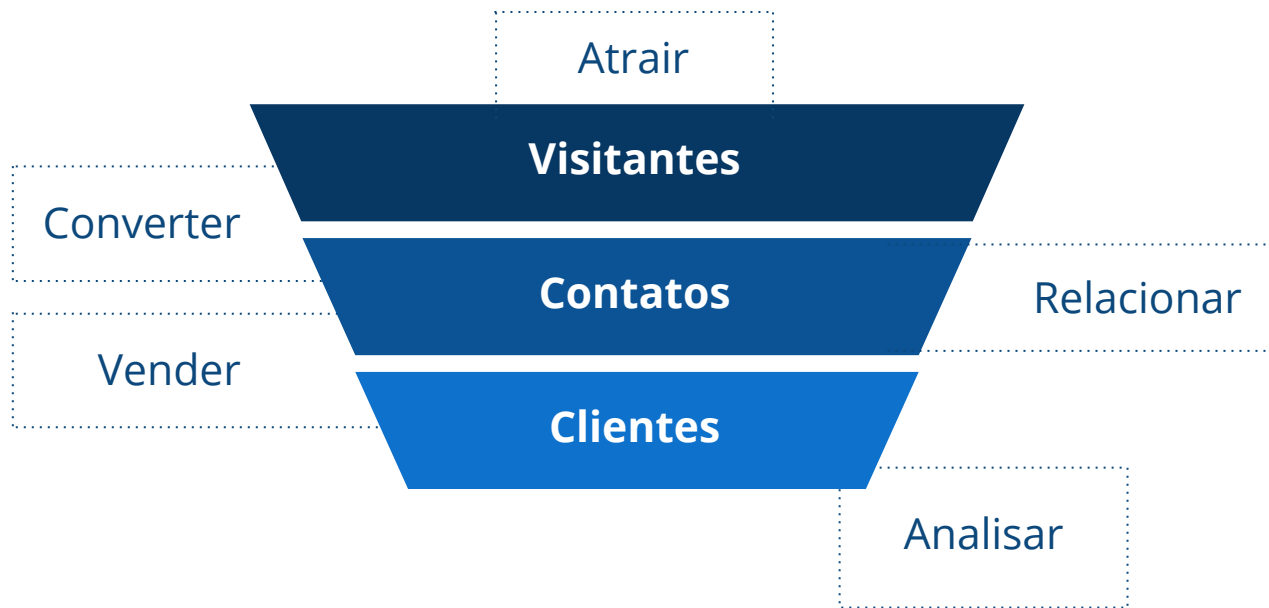 Atrair
Visitantes
Converter
Contatos
Relacionar
Vender
Clientes
Analisar